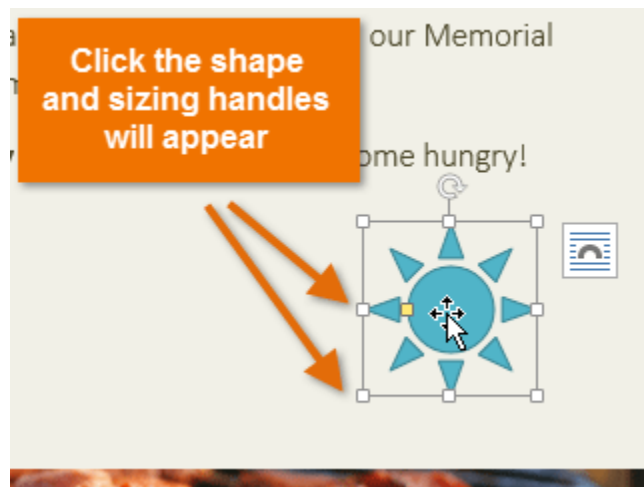 our Memorial
Click the shape
and sizing handles
will appear
ome hungry!